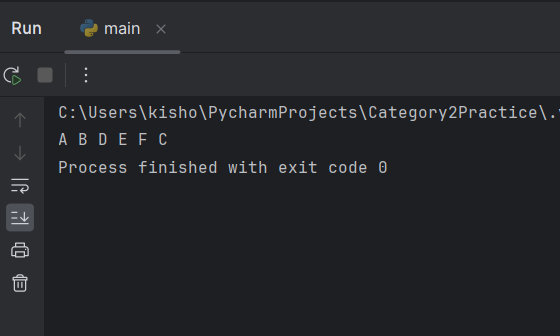 Run main
C:\Users\kisho\PycharmProjects\Category2Practice\.
A B D E F C
Process finished with exit code 0